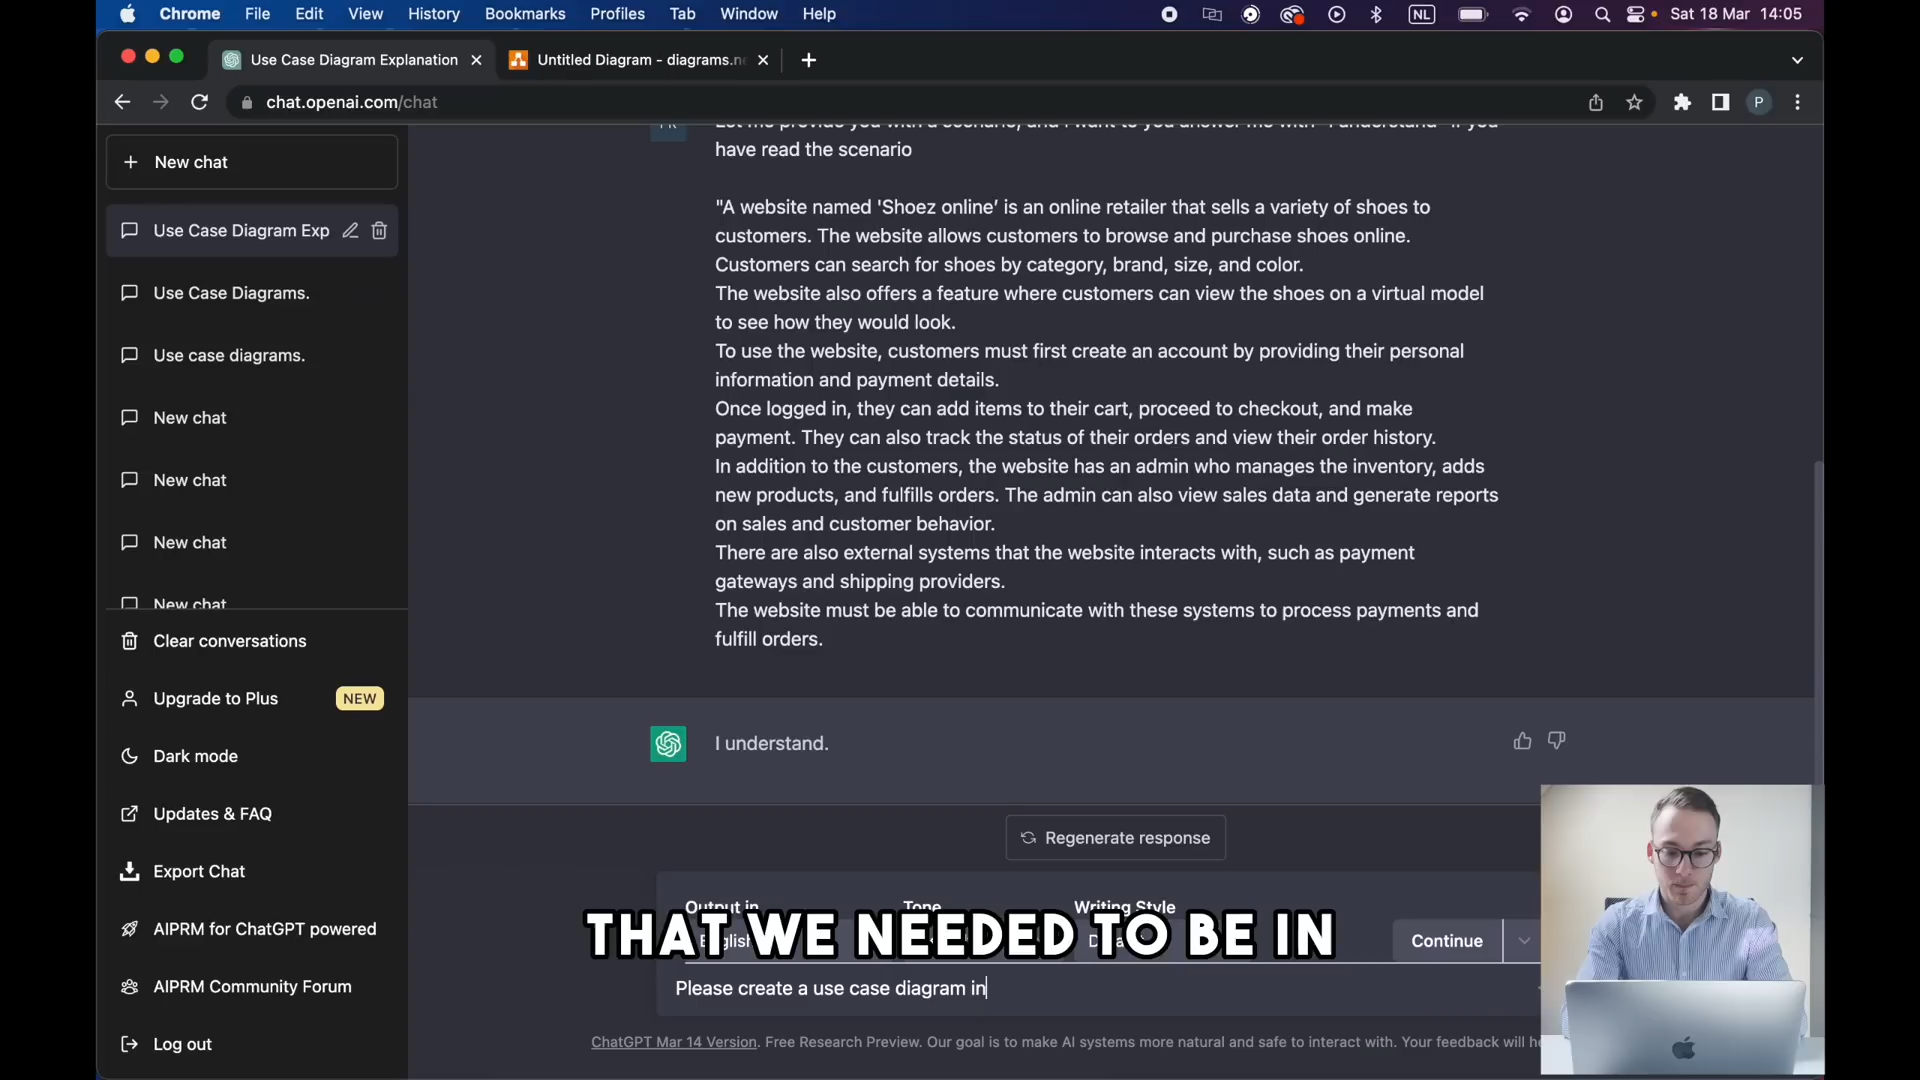 Chrome File Edit View History Bookmarks Profiles Tab Window Help NL Sat 18 Mar 14:05
Use Case Diagram Explanation Untitled Diagram - diagrams.ne
chat.openai.com/chat P
have read the scenario
New chat
"A website named 'Shoez online' is an online retailer that sells a variety of shoes to
customers. The website allows customers to browse and purchase shoes online.
Customers can search for shoes by category, brand, size, and color.
The website also offers a feature where customers can view the shoes on a virtual model
to see how they would look.
To use the website, customers must first create an account by providing their personal
information and payment details.
Once logged in, they can add items to their cart, proceed to checkout, and make
payment. They can also track the status of their orders and view their order history.
In addition to the customers, the website has an admin who manages the inventory, adds
new products, and fulfills orders. The admin can also view sales data and generate reports
on sales and customer behavior.
There are also external systems that the website interacts with, such as payment
gateways and shipping providers.
The website must be able to communicate with these systems to process payments and
fulfill orders.
Use Case Diagram Exp
Use Case Diagrams.
Use case diagrams.
New chat
New chat
New chat
New chat
Clear conversations
Upgrade to Plus NEW
Dark mode
Updates & FAQ
Export Chat
AIPRM for ChatGPT powered
AIPRM Community Forum
Log out
I understand.
Regenerate response
Output in Tone Writing Style
THAT WE NEEDED TO BE IN
Continue
Please create a use case diagram in
ChatGPT Mar 14 Version. Free Research Preview. Our goal is to make AI systems more natural and safe to interact with. Your feedback will